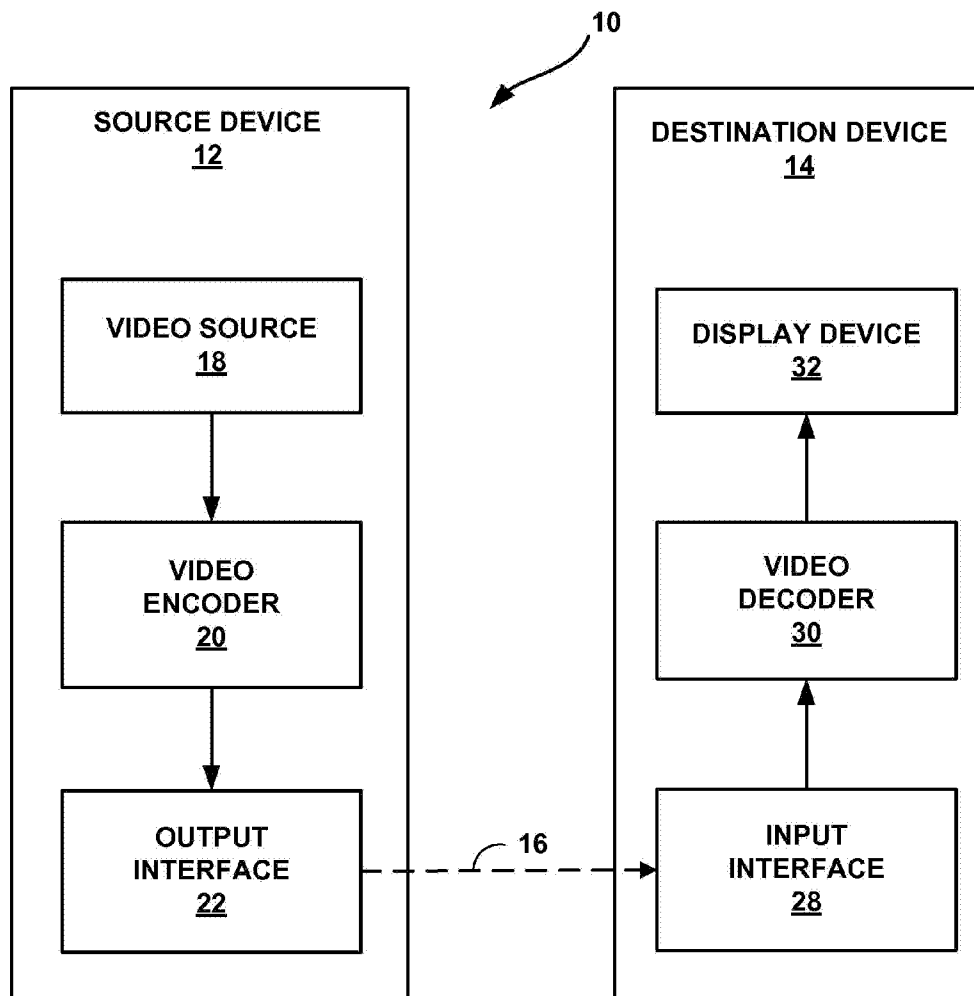 10
SOURCE DEVICE
12
VIDEO SOURCE
18
VIDEO
ENCODER
20
OUTPUT
INTERFACE
22
16
DESTINATION DEVICE
14
DISPLAY DEVICE
32
VIDEO
DECODER
30
INPUT
INTERFACE
28